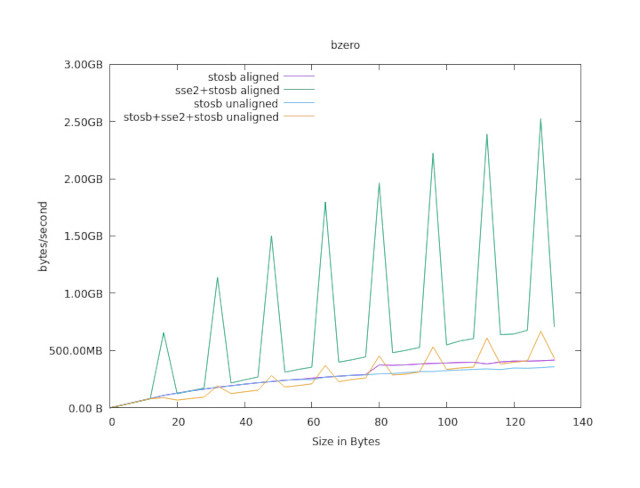 bzero
3.00GB
2.50GB
2.00GB
1.50GB
1.00GB
500.00MB
0.00 B
stosb aligned
sse2+stosb aligned
stosb unaligned
stosb+sse2+stosb unaligned
bytes/second
0 20 40 60 80 100 120 140
Size in Bytes